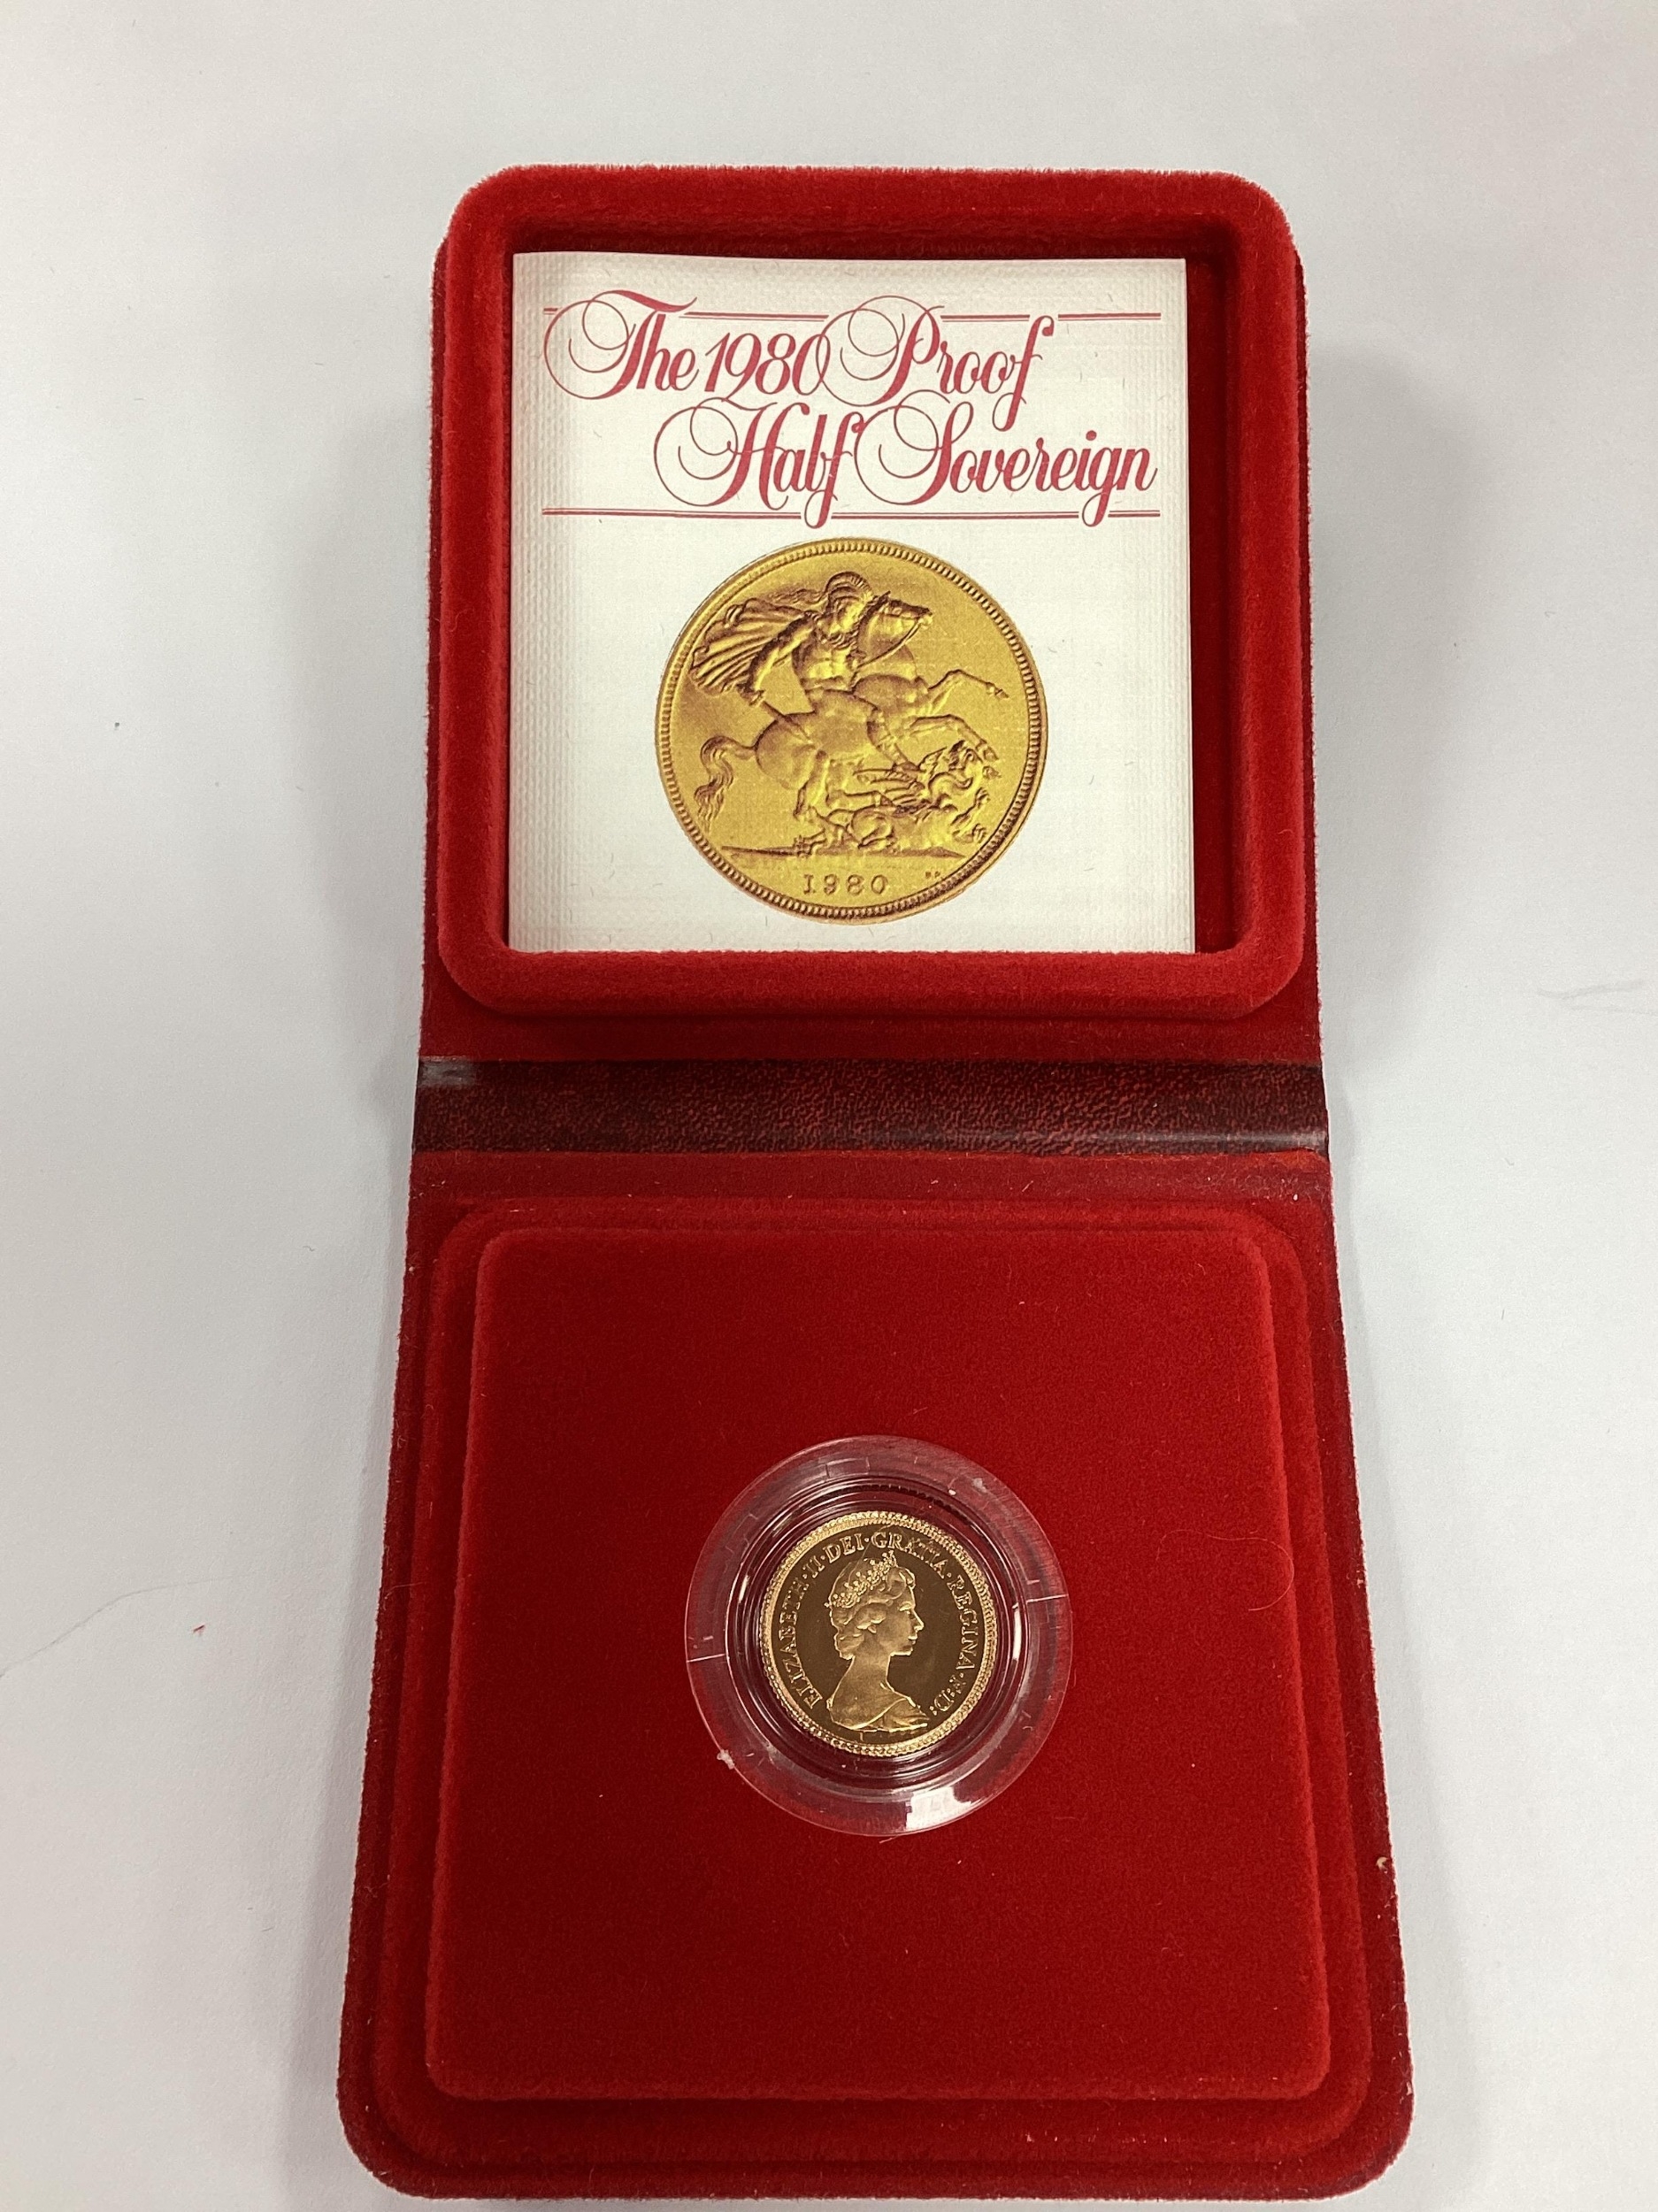 The 1980 Proof
Half Sovereign
1980
ELIZABETH·II·DEI·GRATIA·REGINA·F:D: